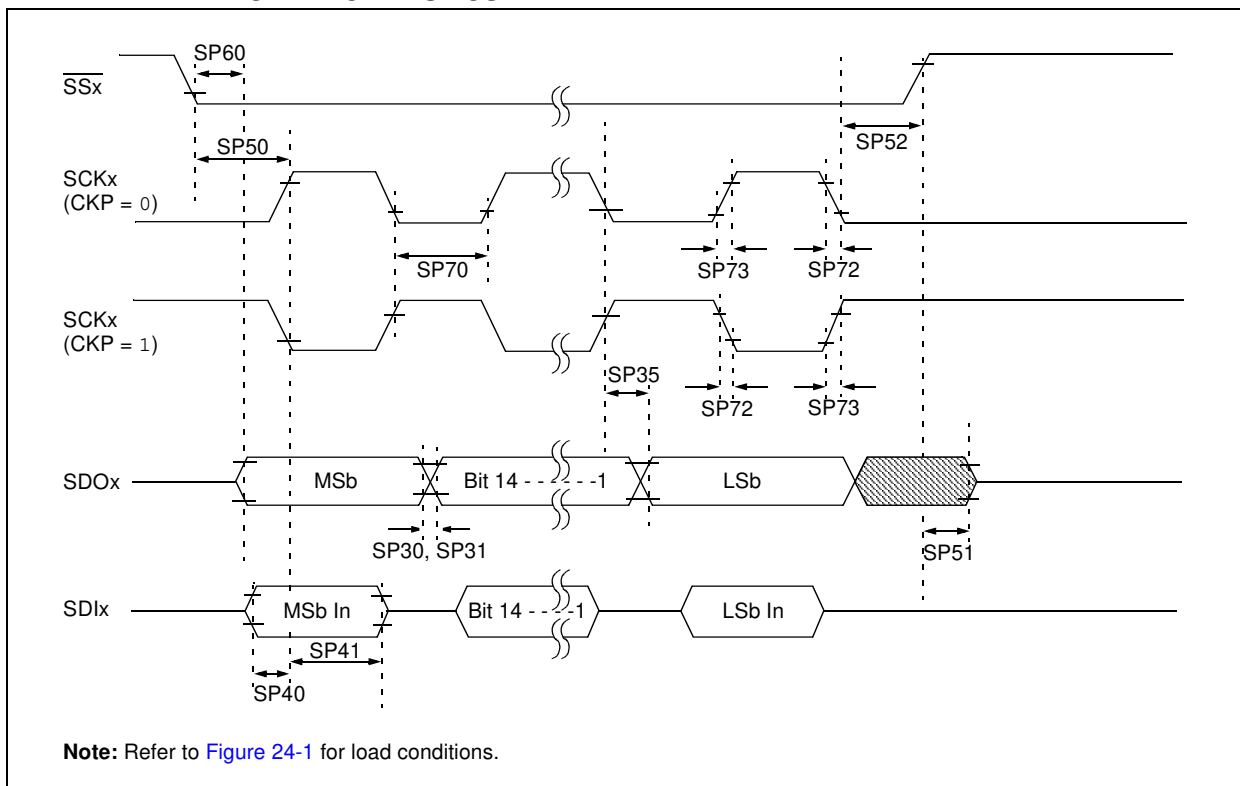 SP60
SSx
SP50
SP52
SCKx
(CKP = 0)
SP70
SP73
SP72
SCKx
(CKP = 1)
SP35
SP72
SP73
SDOx
MSb
Bit 14 - - - - - -1
LSb
SP30, SP31
SP51
SDIx
MSb In
Bit 14 - - - -1
LSb In
SP41
SP40
Note: Refer to Figure 24-1 for load conditions.